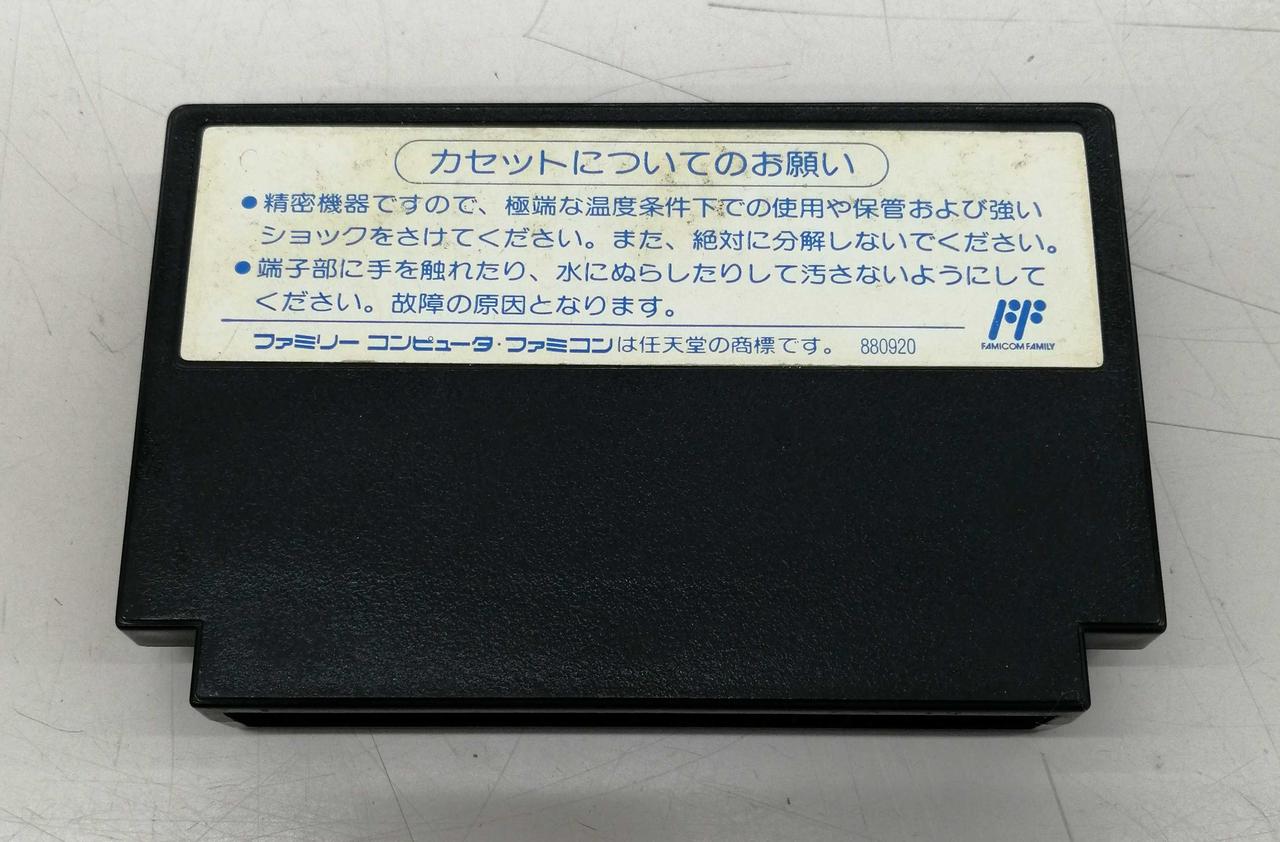 カセットについてのお願い
●精密機器ですので、極端な温度条件下での使用や保管および強い
ショックをさけてください。また、絶対に分解しないでください。
●端子部に手を触れたり、水にぬらしたりして汚さないようにして
ください。故障の原因となります。
ファミリーコンピュータ・ファミコンは任天堂の商標です。 880920
FAMICOM FAMILY